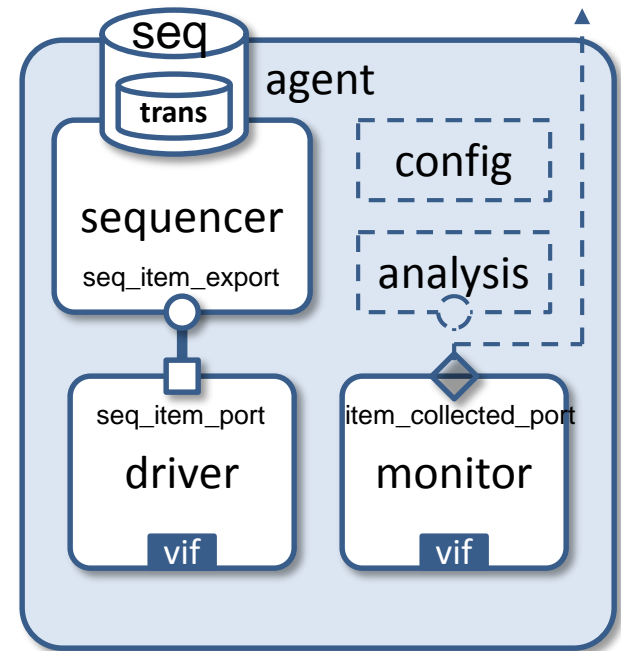 seq
trans
agent
sequencer
seq_item_export
config
analysis
seq_item_port
driver
vif
item_collected_port
monitor
vif